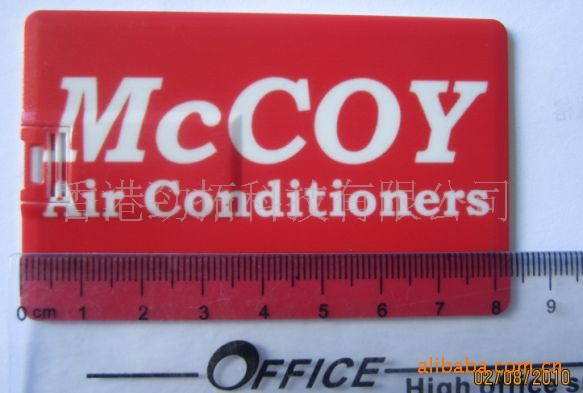 McCOY
Air Conditioners
0 cm 1 2 3 4 5 6 7 8 9
OFFICE
alibaba.com.cn
High office's
02/08/2010